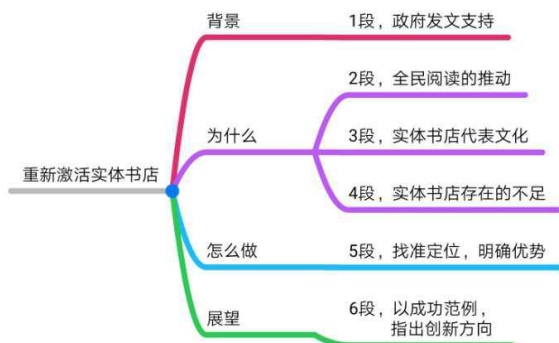 背景
1段，政府发文支持
2段，全民阅读的推动
为什么
3段，实体书店代表文化
重新激活实体书店
4段，实体书店存在的不足
怎么做
5段，找准定位，明确优势
展望
6段，以成功范例，
指出创新方向